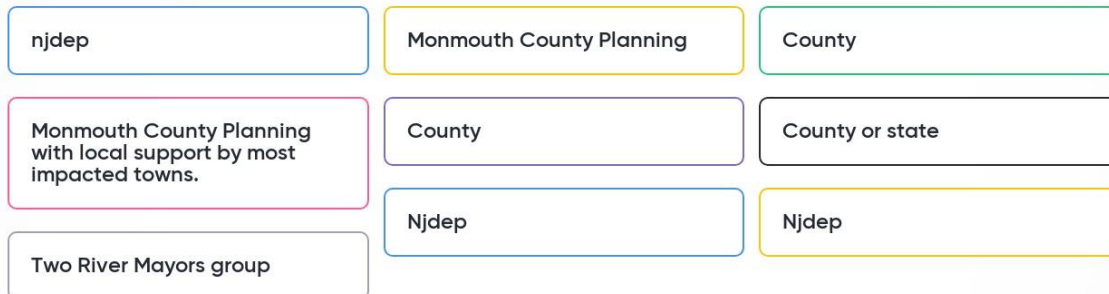 njdep
Monmouth County Planning
County
Monmouth County Planning
with local support by most
impacted towns.
County
County or state
Njdep
Njdep
Two River Mayors group